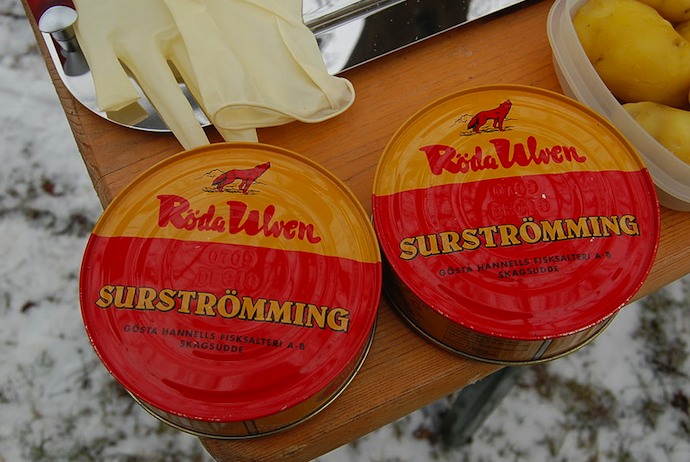 Röda Ulven
SURSTRÖMMING
GÖSTA HANNELLS FISKSALTERI A-B
SKAGSUDDE
Röda Ulven
SURSTRÖMMING
GÖSTA HANNELLS FISKSALTERI A-B
SKAGSUDDE